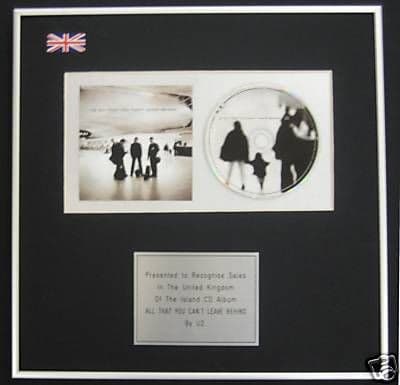 Presented to Recognise Sales
In The United Kingdom
Of The Island CD Album
ALL THAT YOU CAN'T LEAVE BEHIND
By U2